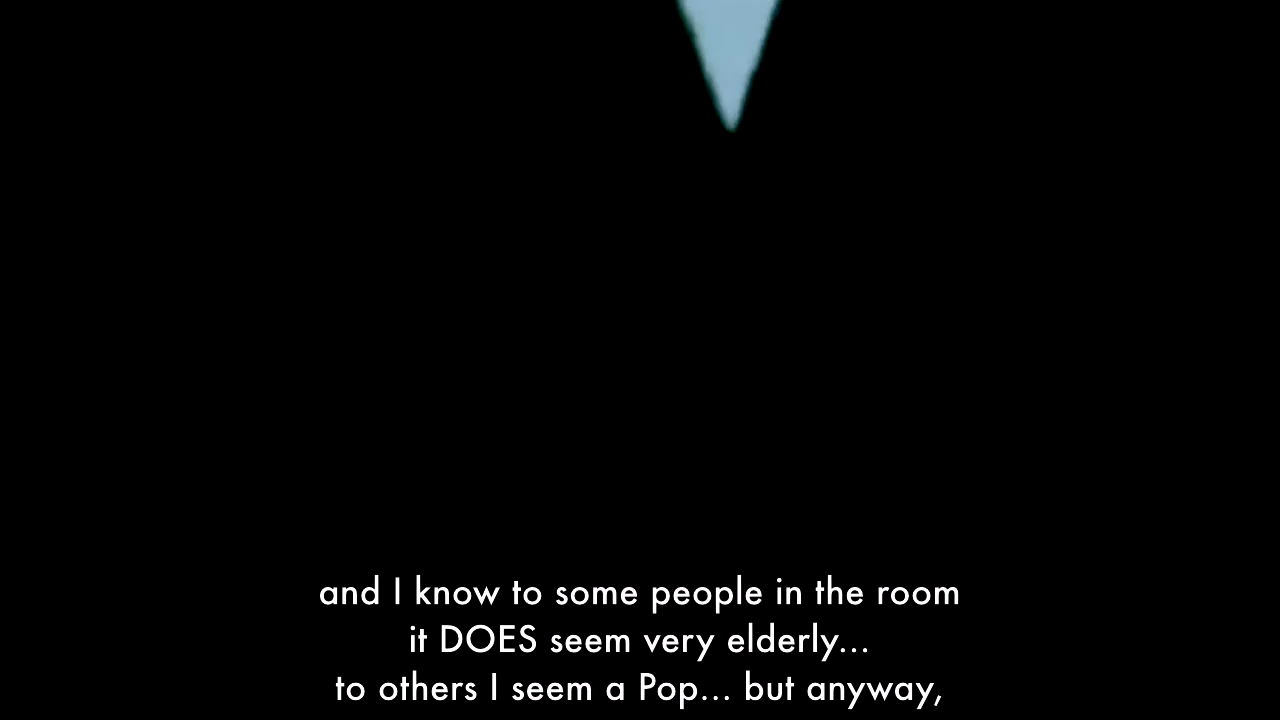 and I know to some people in the room
it DOES seem very elderly...
to others I seem a Pop... but anyway,